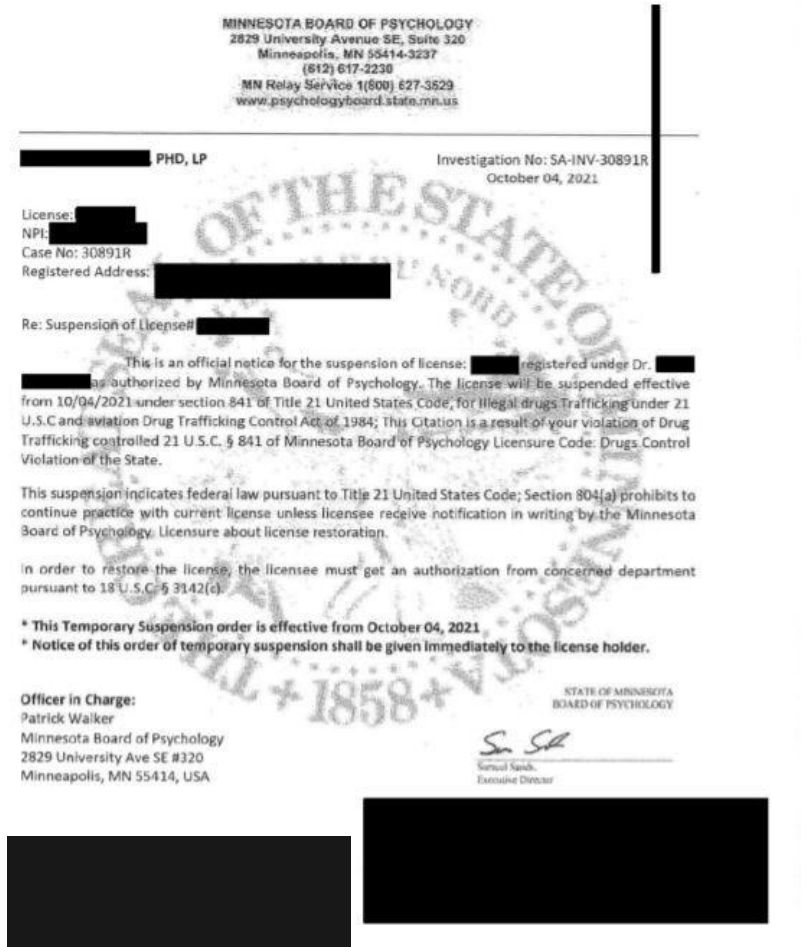 MINNESOTA BOARD OF PSYCHOLOGY
2829 University Avenue SE, Suite 320
Minneapolis, MN 55414-3237
(612) 617-2230
MN Relay Service 1(800) 627-3529
www.psychologyboard.state.mn.us
, PHD, LP
Investigation No: SA-INV-30891R
October 04, 2021
License:
NPI:
Case No: 30891R
Registered Address:
Re: Suspension of License#
This is an official notice for the suspension of license: registered under Dr.
as authorized by Minnesota Board of Psychology. The license will be suspended effective
from 10/04/2021 under section 841 of Title 21 United States Code, for Illegal drugs Trafficking under 21
U.S.C and aviation Drug Trafficking Control Act of 1984; This Citation is a result of your violation of Drug
Trafficking controlled 21 U.S.C. § 841 of Minnesota Board of Psychology Licensure Code: Drugs Control
Violation of the State.
This suspension indicates federal law pursuant to Title 21 United States Code; Section 804(a) prohibits to
continue practice with current license unless licensee receive notification in writing by the Minnesota
Board of Psychology. Licensure about license restoration.
In order to restore the license, the licensee must get an authorization from concerned department
pursuant to 18 U.S.C. § 3142(c).
* This Temporary Suspension order is effective from October 04, 2021
* Notice of this order of temporary suspension shall be given immediately to the license holder.
Officer in Charge:
Patrick Walker
Minnesota Board of Psychology
2829 University Ave SE #320
Minneapolis, MN 55414, USA
STATE OF MINNESOTA
BOARD OF PSYCHOLOGY
Samuel Sands,
Executive Director
OF THE STATE OF MINNESOTA
DU NORD
1858